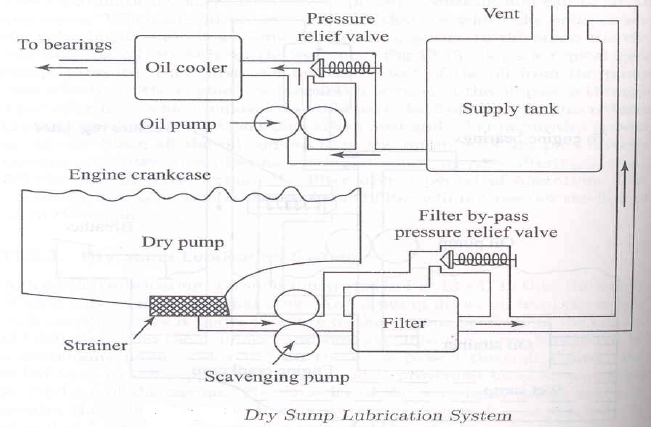 Pressure
relief valve
Vent
To bearings
Oil cooler
Supply tank
Oil pump
Engine crankcase
Filter by-pass
pressure relief valve
Dry pump
Filter
Strainer
Scavenging pump
Dry Sump Lubrication System